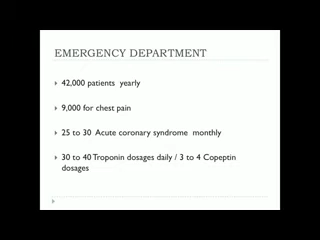 EMERGENCY DEPARTMENT
42,000 patients yearly
9,000 for chest pain
25 to 30 Acute coronary syndrome monthly
30 to 40 Troponin dosages daily / 3 to 4 Copeptin
dosages